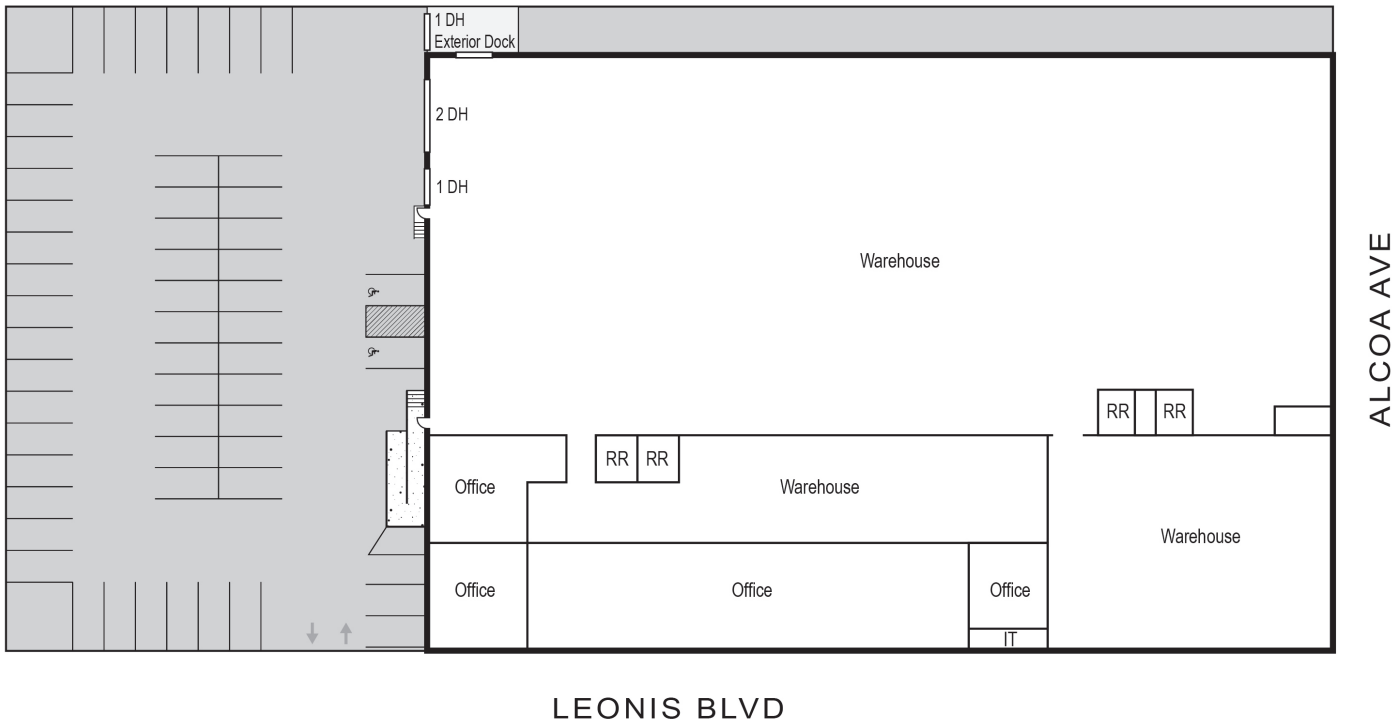 1 DH
Exterior Dock
2 DH
1 DH
Warehouse
ALCOA AVE
RR
RR
Office
RR
RR
Warehouse
Warehouse
Office
Office
Office
IT
LEONIS BLVD